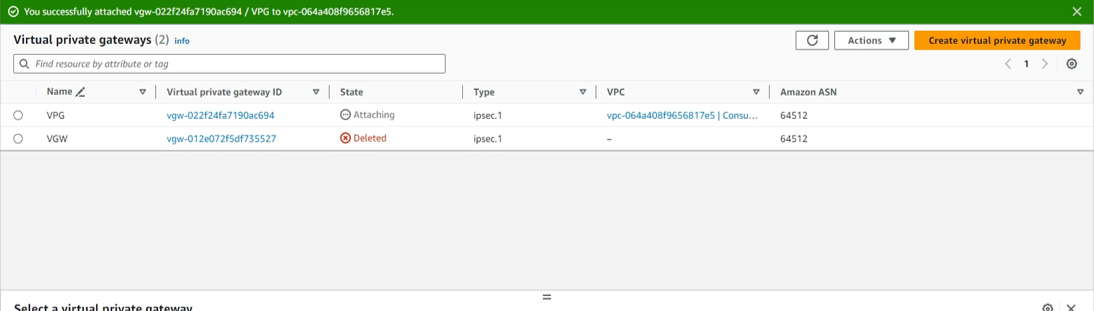 You successfully attached vgw-022f24fa7190ac694 / VPG to vpc-064a408f9656817e5.
Virtual private gateways (2) Info
Actions
Create virtual private gateway
Find resource by attribute or tag
1
Name Virtual private gateway ID State Type VPC Amazon ASN
VPG vgw-022f24fa7190ac694 Attaching ipsec.1 vpc-064a408f9656817e5 | Consu... 64512
VGW vgw-012e072f5df735527 Deleted ipsec.1 – 64512
Select a virtual private gateway